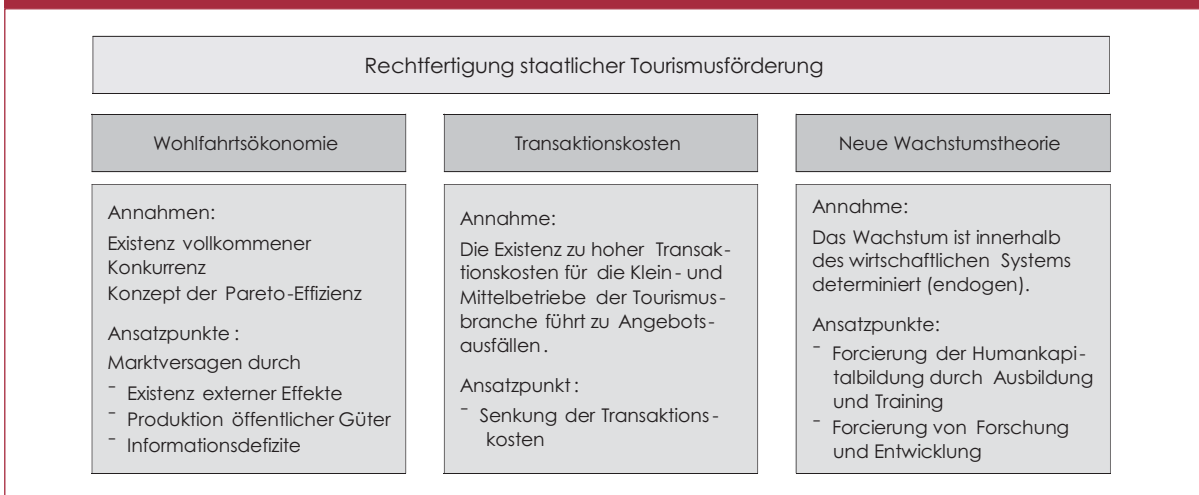 Rechtfertigung staatlicher Tourismusförderung
Wohlfahrtsökonomie
Annahmen:
Existenz vollkommener
Konkurrenz
Konzept der Pareto-Effizienz
Ansatzpunkte:
Marktversagen durch
- Existenz externer Effekte
- Produktion öffentlicher Güter
- Informationsdefizite
Transaktionskosten
Annahme:
Die Existenz zu hoher Transak-
tionskosten für die Klein- und
Mittelbetriebe der Tourismus-
branche führt zu Angebots-
ausfällen.
Ansatzpunkt:
- Senkung der Transaktions-
kosten
Neue Wachstumstheorie
Annahme:
Das Wachstum ist innerhalb
des wirtschaftlichen Systems
determiniert (endogen).
Ansatzpunkte:
- Forcierung der Humankapi-
talbildung durch Ausbildung
und Training
- Forcierung von Forschung
und Entwicklung